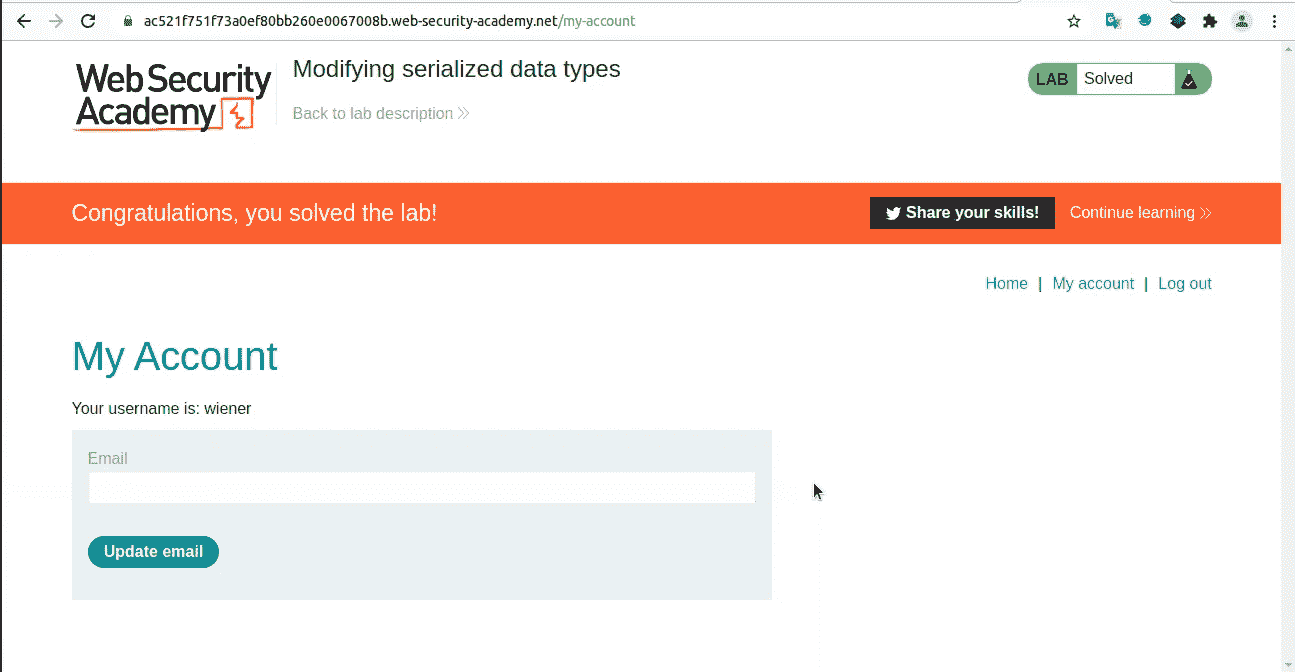 ac521f751f73a0ef80bb260e0067008b.web-security-academy.net/my-account
Web Security
Academy
Modifying serialized data types
Back to lab description
LAB Solved
Congratulations, you solved the lab!
Share your skills! Continue learning
Home | My account | Log out
My Account
Your username is: wiener
Email
Update email